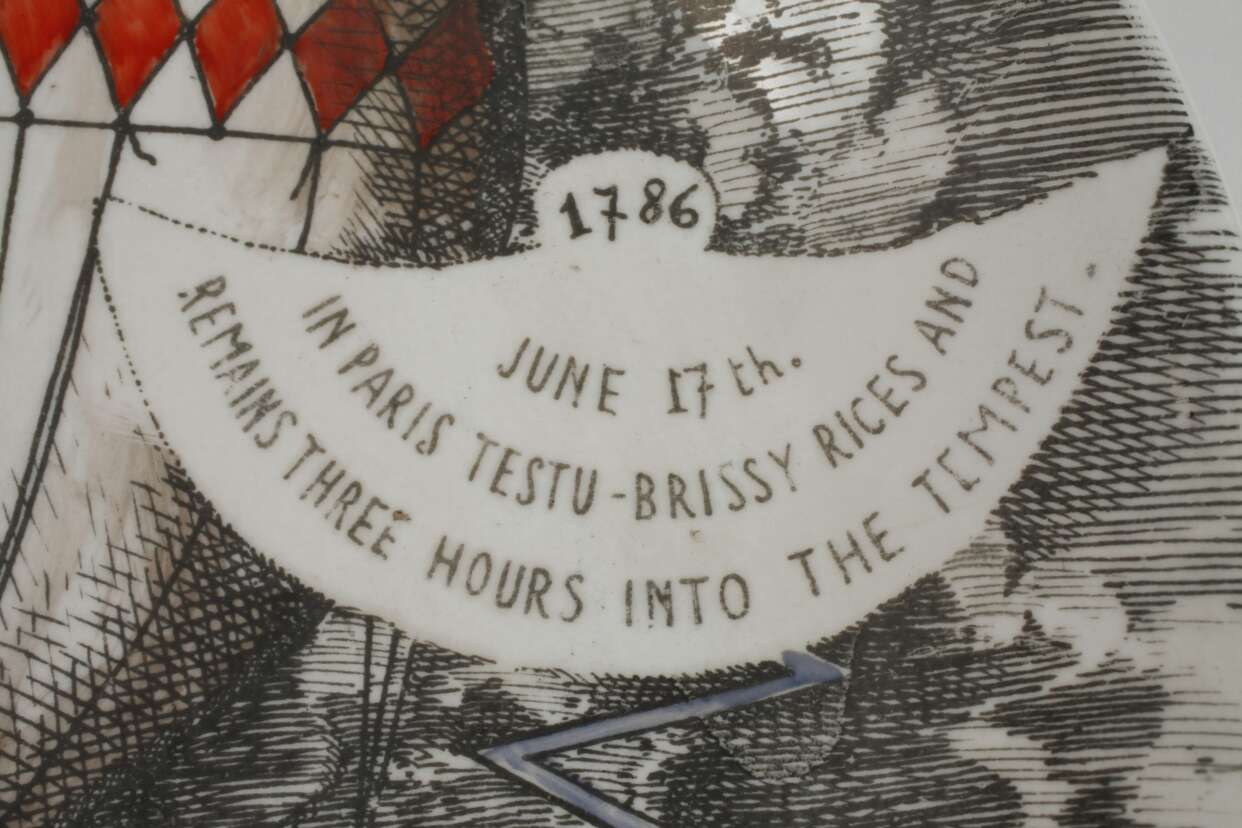 1786
JUNE 17th.
IN PARIS TESTU-BRISSY RICES AND
REMAINS THREE HOURS INTO THE TEMPEST.